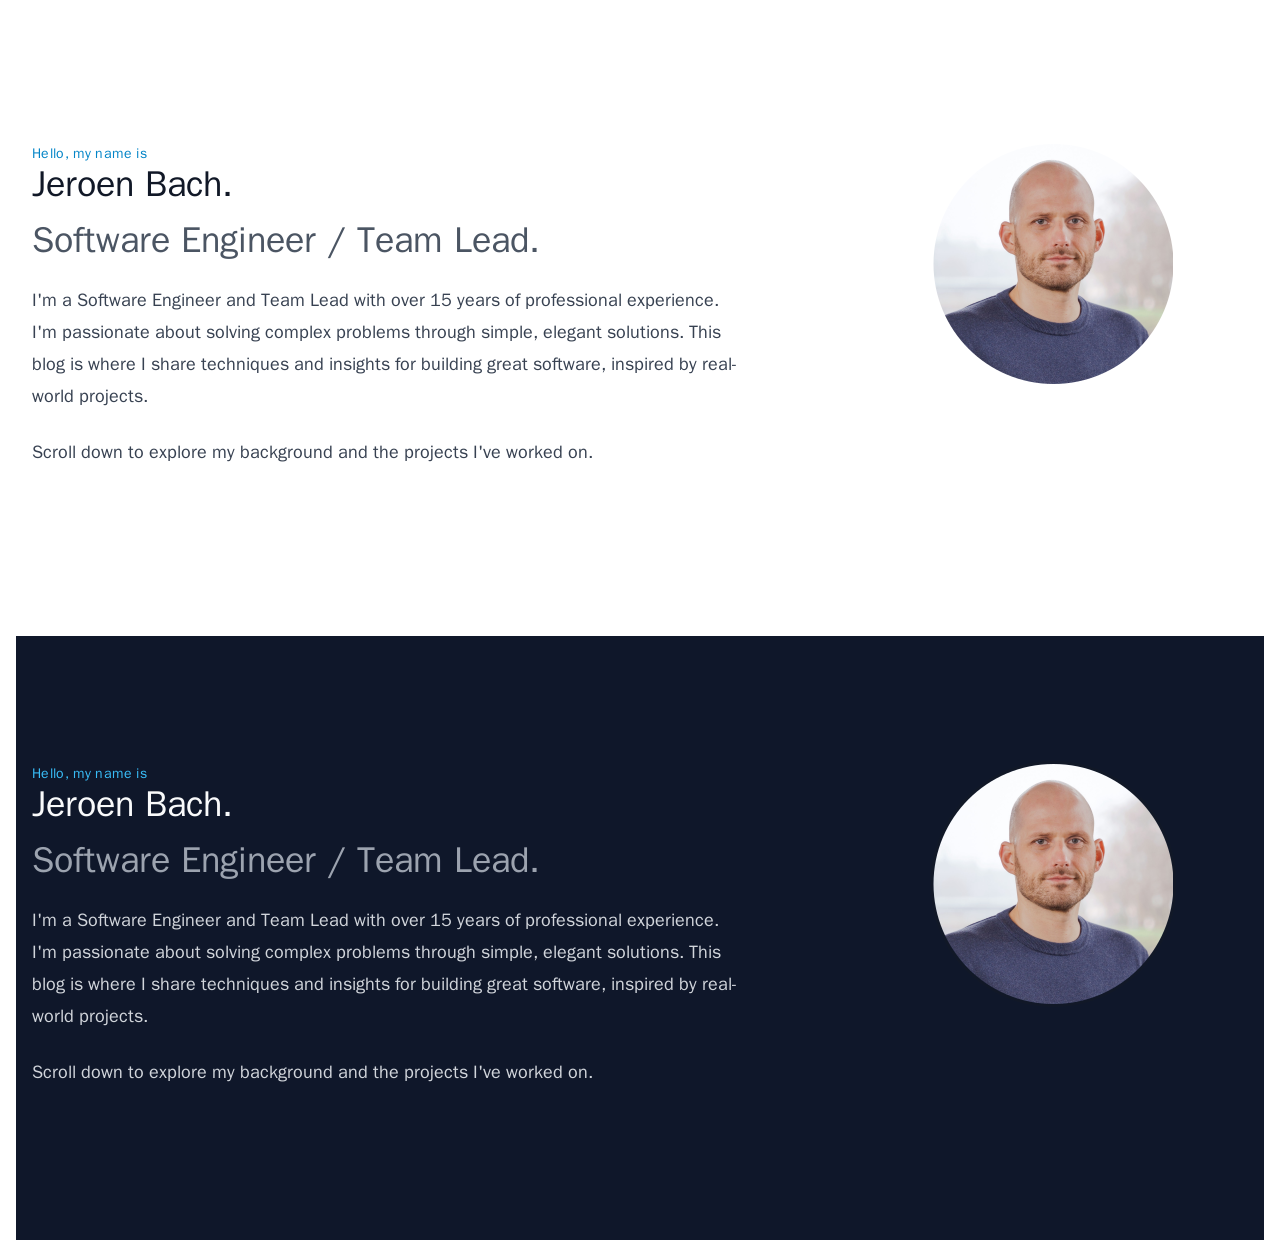 Hello, my name is
Jeroen Bach.
Software Engineer / Team Lead.
I'm a Software Engineer and Team Lead with over 15 years of professional experience.
I'm passionate about solving complex problems through simple, elegant solutions. This
blog is where I share techniques and insights for building great software, inspired by real-
world projects.
Scroll down to explore my background and the projects I've worked on.
Hello, my name is
Jeroen Bach.
Software Engineer / Team Lead.
I'm a Software Engineer and Team Lead with over 15 years of professional experience.
I'm passionate about solving complex problems through simple, elegant solutions. This
blog is where I share techniques and insights for building great software, inspired by real-
world projects.
Scroll down to explore my background and the projects I've worked on.